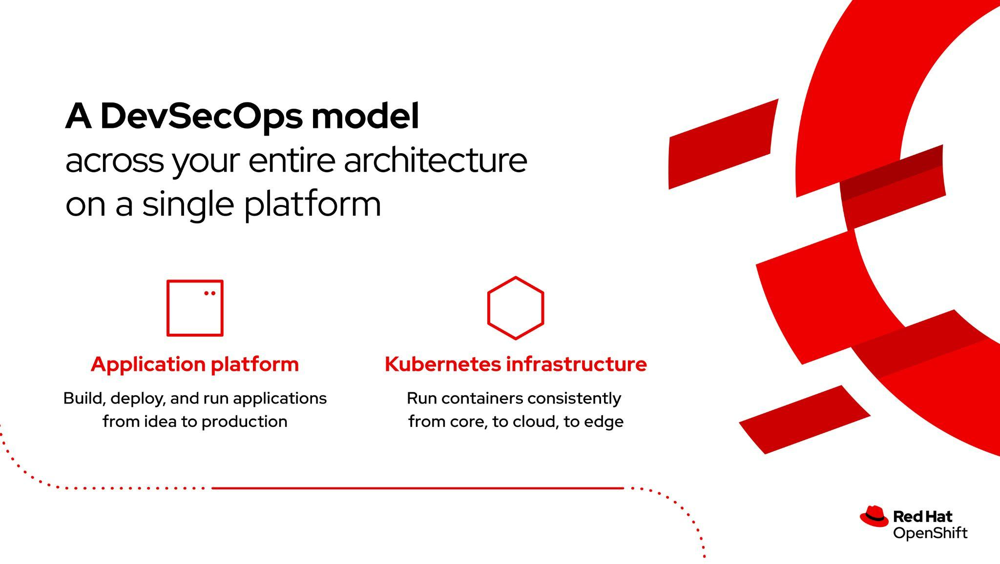 A DevSecOps model
across your entire architecture
on a single platform
Application platform
Build, deploy, and run applications
from idea to production
Kubernetes infrastructure
Run containers consistently
from core, to cloud, to edge
Red Hat
OpenShift